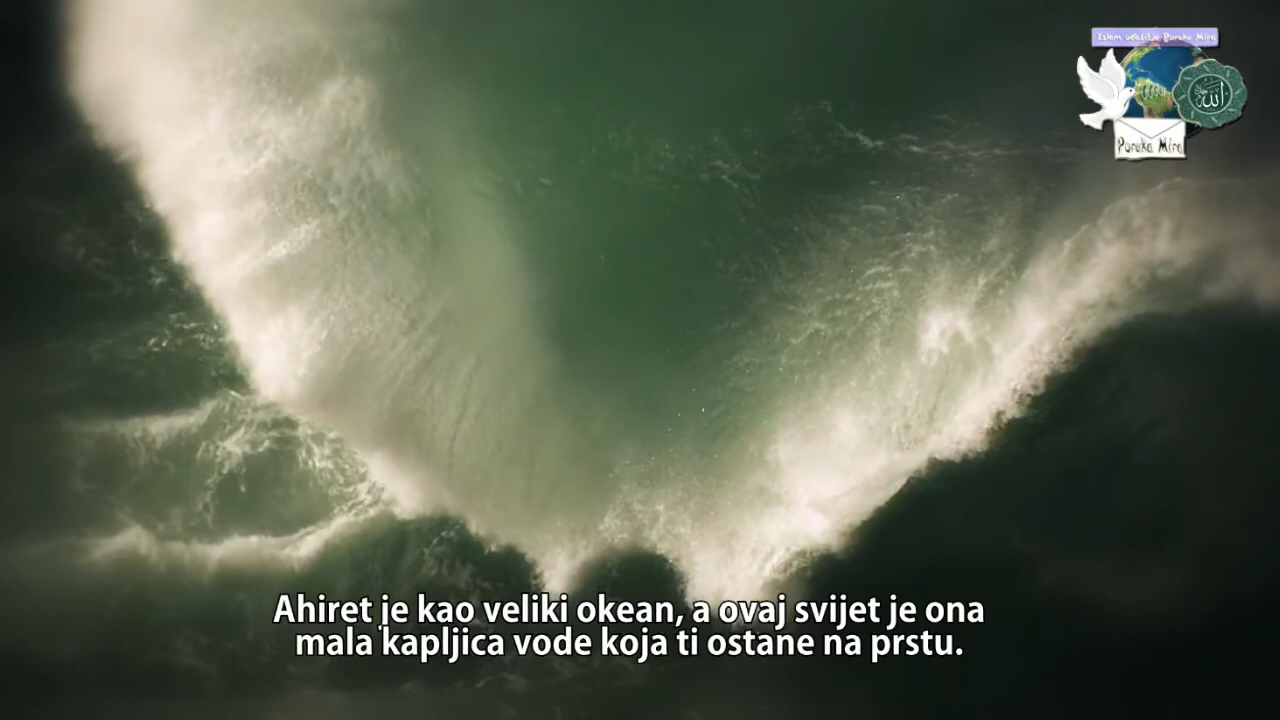 Poruka Mira
الله
Ahiret je kao veliki okean, a ovaj svijet je ona
mala kapljica vode koja ti ostane na prstu.